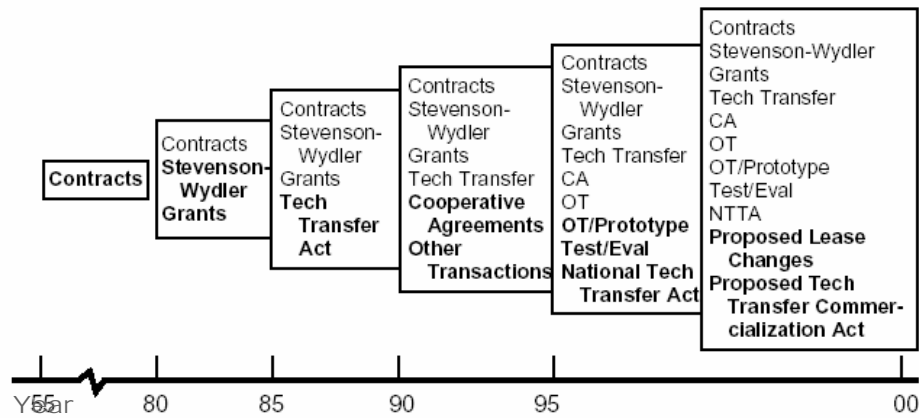 Contracts
Contracts
Stevenson-
Wydler
Grants
Contracts
Stevenson-
Wydler
Grants
Tech
Transfer
Act
Contracts
Stevenson-
Wydler
Grants
Tech Transfer
Cooperative
Agreements
Other
Transactions
Contracts
Stevenson-
Wydler
Grants
Tech Transfer
CA
OT
OT/Prototype
Test/Eval
National Tech
Transfer Act
Contracts
Stevenson-Wydler
Grants
Tech Transfer
CA
OT
OT/Prototype
Test/Eval
NTTA
Proposed Lease
Changes
Proposed Tech
Transfer Commer-
cialization Act
Year
55 80 85 90 95 00